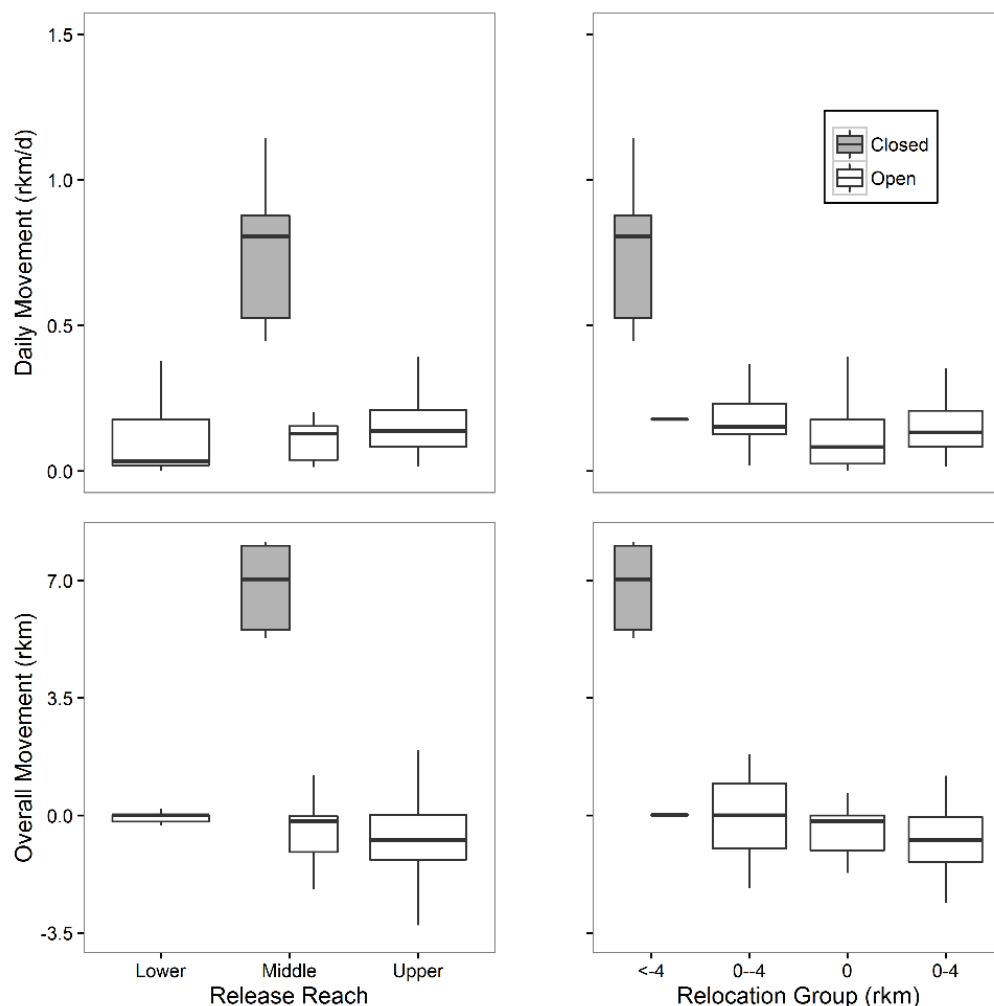 Daily Movement (rkm/d)
1.5
1.0
0.5
0.0
Closed
Open
Overall Movement (rkm)
7.0
3.5
0.0
-3.5
Lower Middle Upper
Release Reach
<-4 0--4 0 0-4
Relocation Group (rkm)